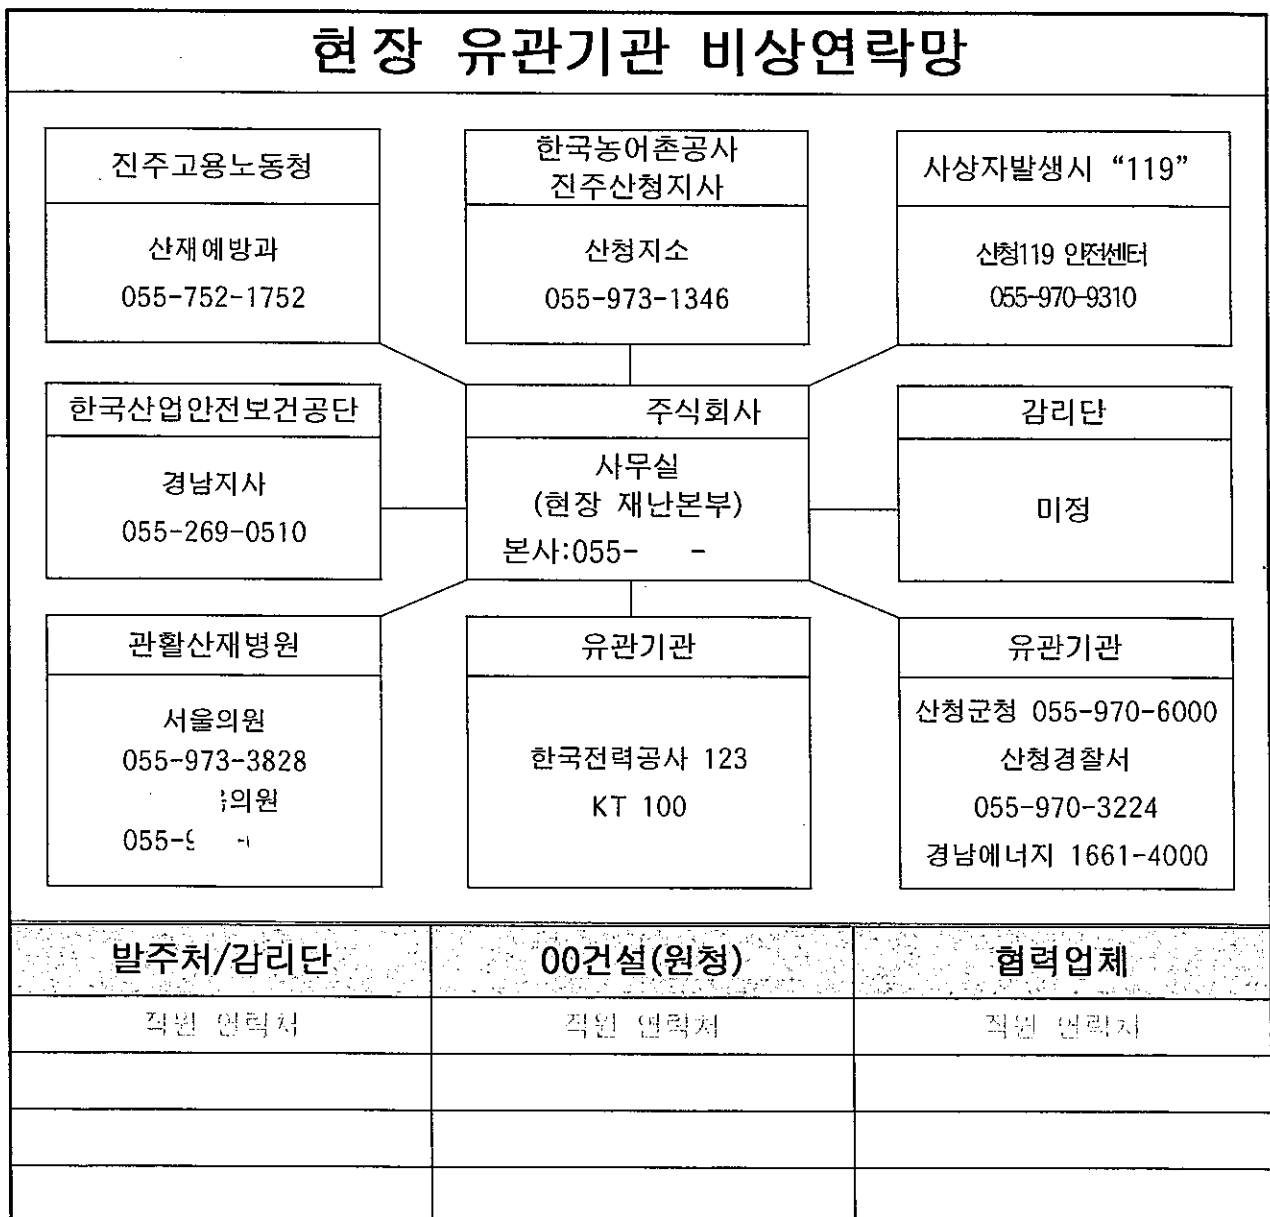 현장 유관기관 비상연락망
진주고용노동청
산재예방과
055-752-1752
한국농어촌공사
진주산청지사
산청지소
055-973-1346
사상자발생시 “119”
산청119 안전센터
055-970-9310
한국산업안전보건공단
경남지사
055-269-0510
주식회사
사무실
(현장 재난본부)
본사:055-    -
감리단
미정
관활산재병원
서울의원
055-973-3828
의원
유관기관
한국전력공사 123
KT 100
유관기관
산청군청 055-970-6000
산청경찰서
055-970-3224
경남에너지 1661-4000
발주처/감리단
00건설(원청)
협력업체
직원 연락처
직원 연락처
직원 연락처